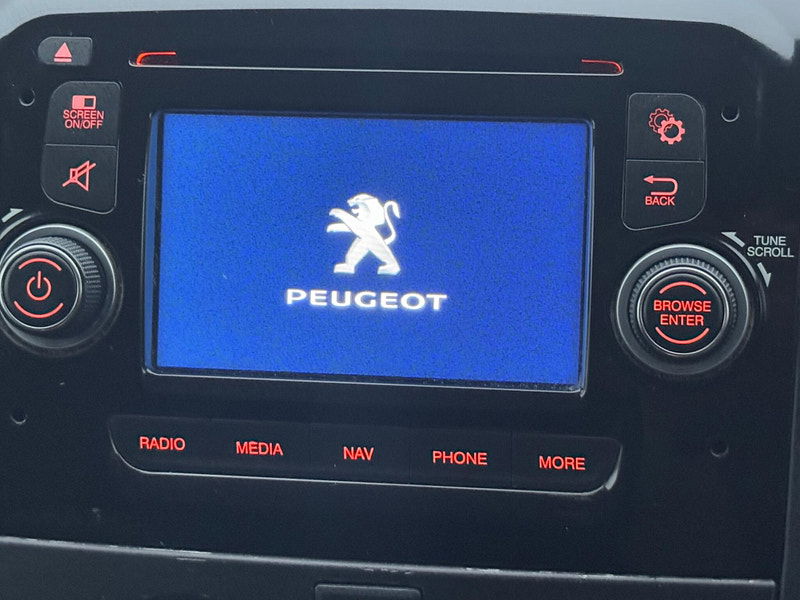 SCREEN
ON/OFF
BACK
TUNE
SCROLL
PEUGEOT
BROWSE
ENTER
RADIO
MEDIA
NAV
PHONE
MORE